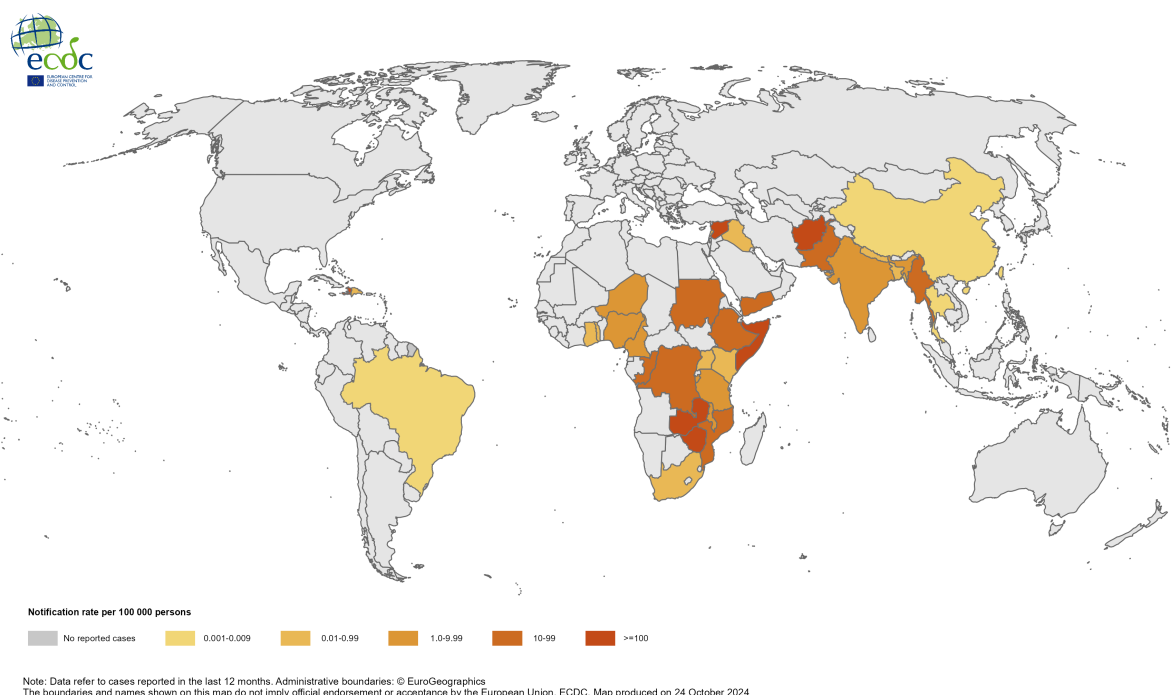 ecdc
EUROPEAN CENTRE FOR
DISEASE PREVENTION
AND CONTROL
Notification rate per 100 000 persons
No reported cases
0.001-0.009
0.01-0.99
1.0-9.99
10-99
>=100
Note: Data refer to cases reported in the last 12 months. Administrative boundaries: © EuroGeographics
The boundaries and names shown on this map do not imply official endorsement or acceptance by the European Union. ECDC. Map produced on 24 October 2024